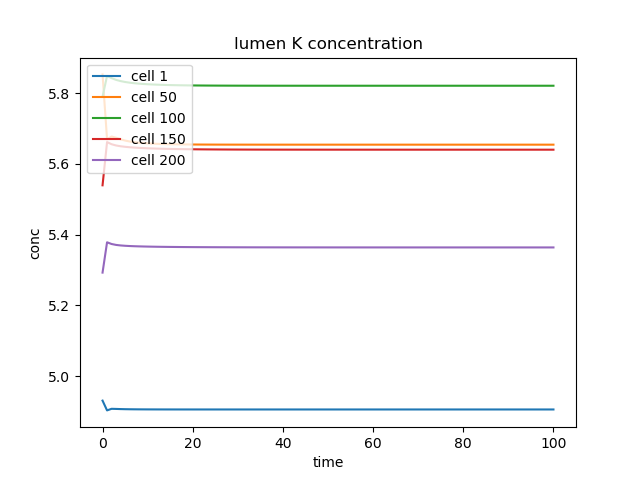 lumen K concentration
cell 1
cell 50
cell 100
cell 150
cell 200
conc
5.8
5.6
5.4
5.2
5.0
0
20
40
60
80
100
time